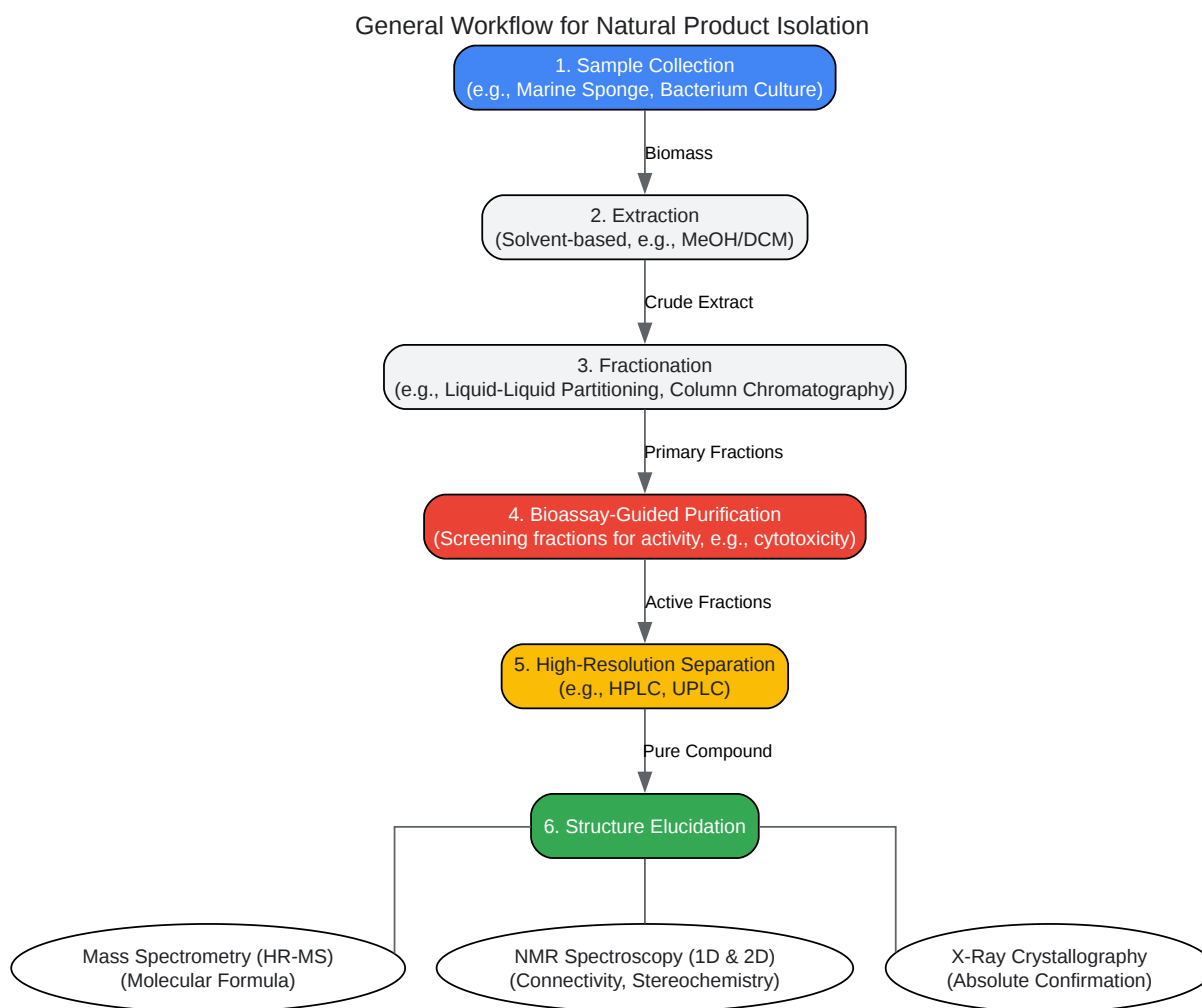 General Workflow for Natural Product Isolation
1. Sample Collection
(e.g., Marine Sponge, Bacterium Culture)
Biomass
2. Extraction
(Solvent-based, e.g., MeOH/DCM)
Crude Extract
3. Fractionation
(e.g., Liquid-Liquid Partitioning, Column Chromatography)
Primary Fractions
4. Bioassay-Guided Purification
(Screening fractions for activity, e.g., cytotoxicity)
Active Fractions
5. High-Resolution Separation
(e.g., HPLC, UPLC)
Pure Compound
6. Structure Elucidation
Mass Spectrometry (HR-MS)
(Molecular Formula)
NMR Spectroscopy (1D & 2D)
(Connectivity, Stereochemistry)
X-Ray Crystallography
(Absolute Confirmation)